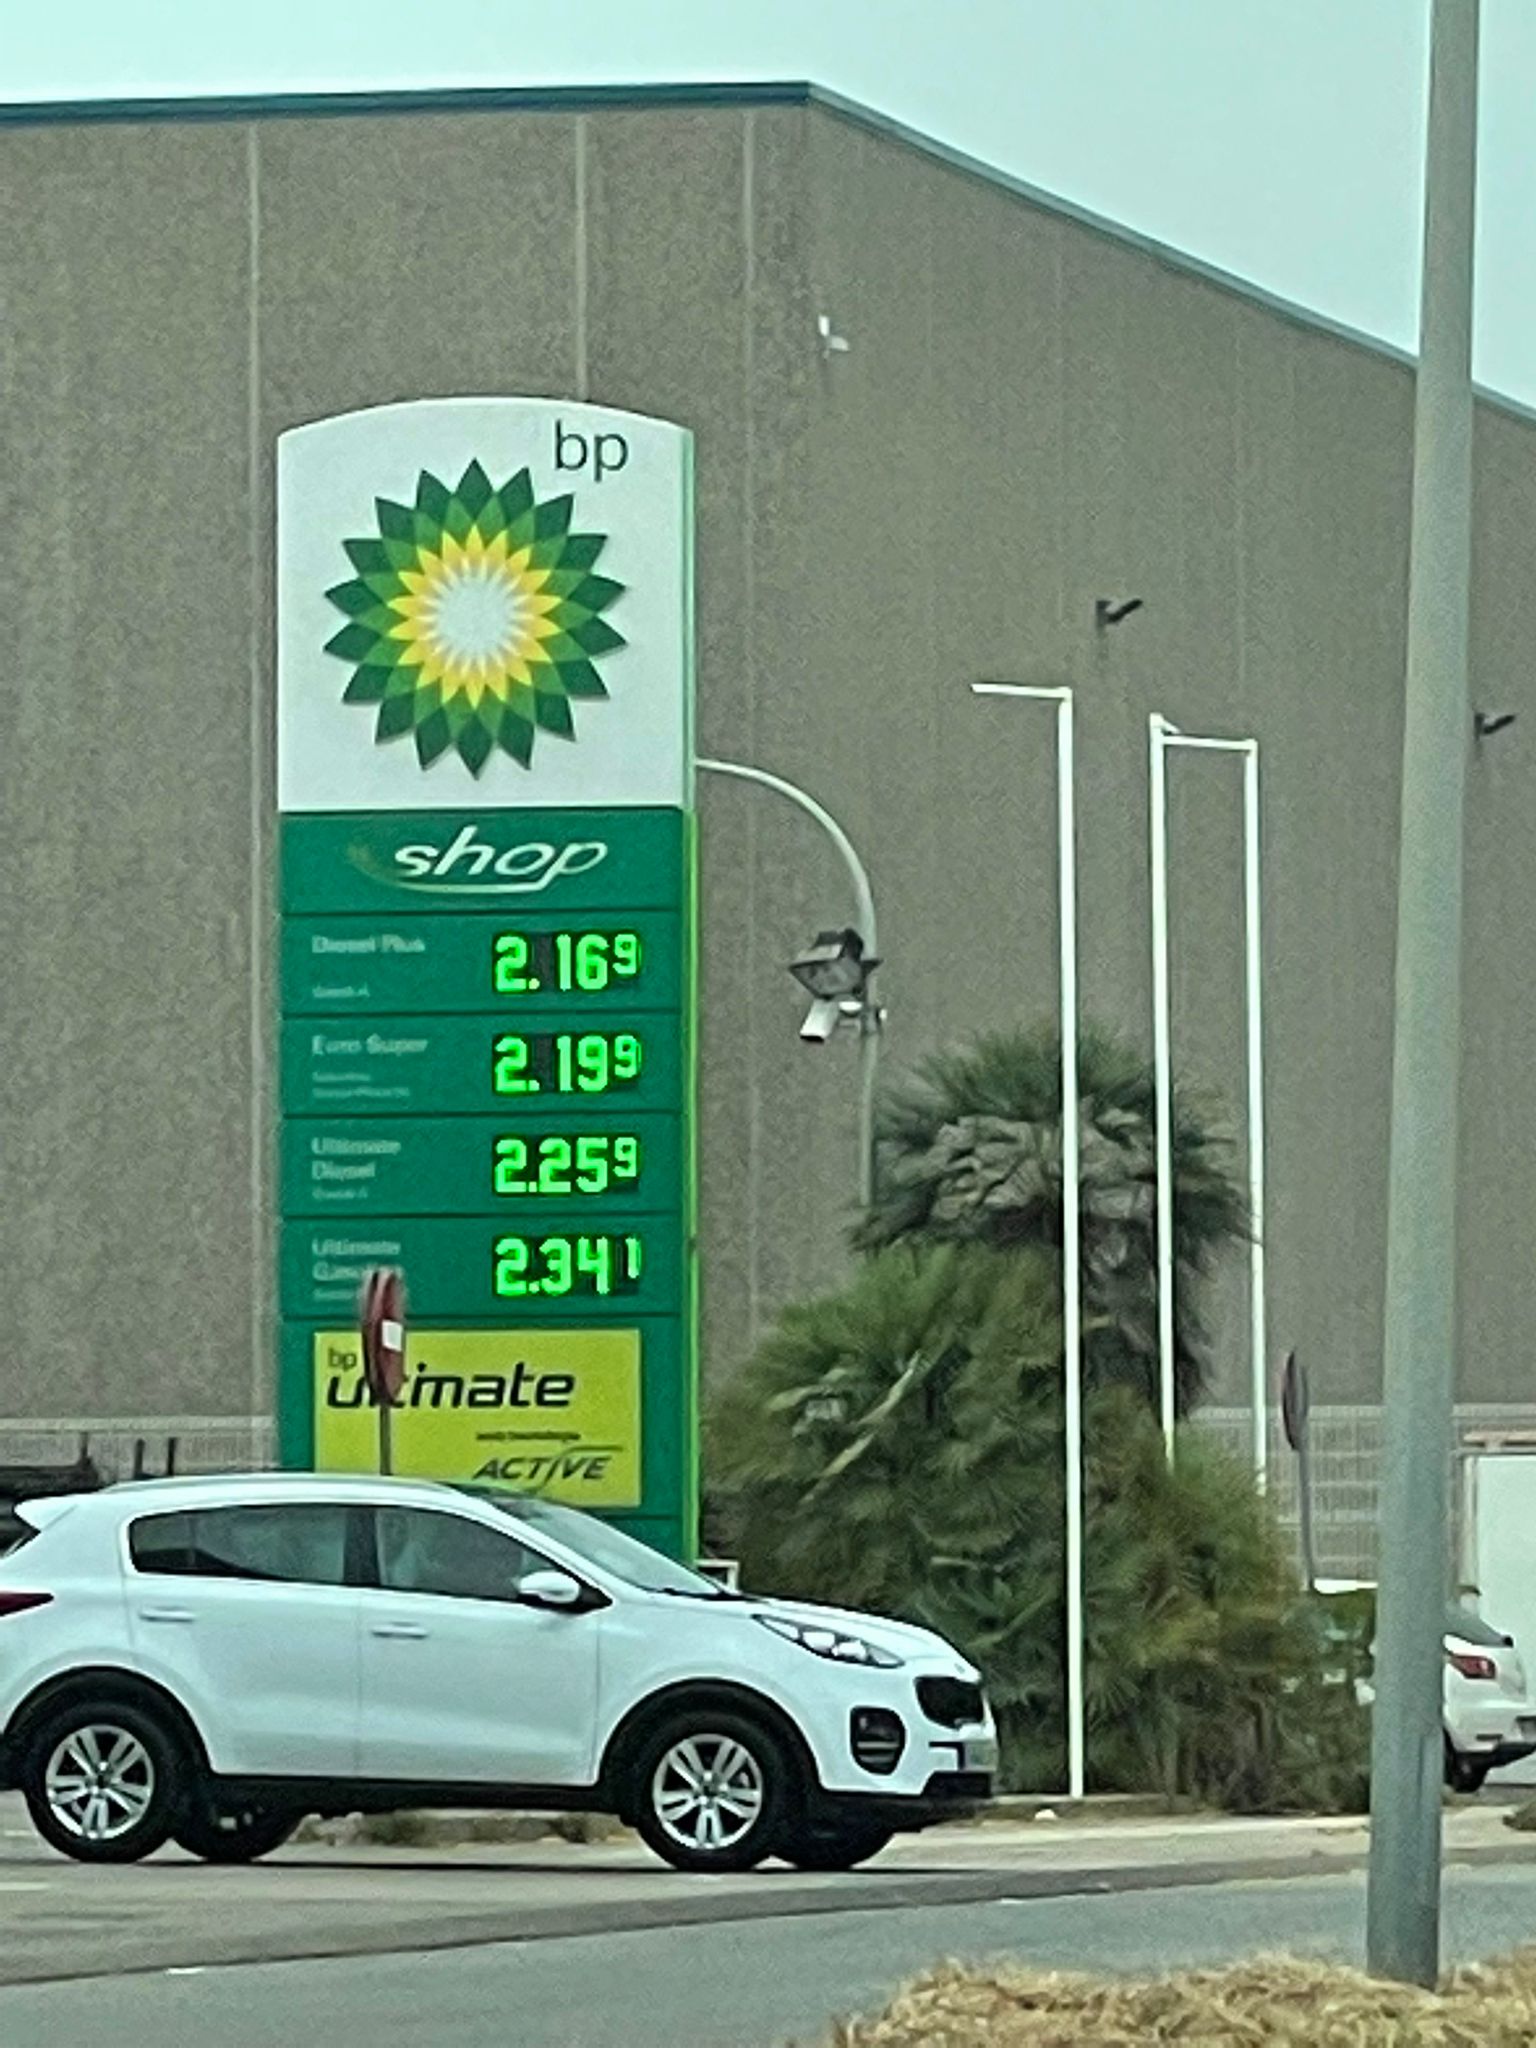 bp
shop
Diesel Plus
2.169
Euro Super
2.199
Ultimate
Diesel
2.259
Ultimate
2.341
bp
ultimate
ACTIVE